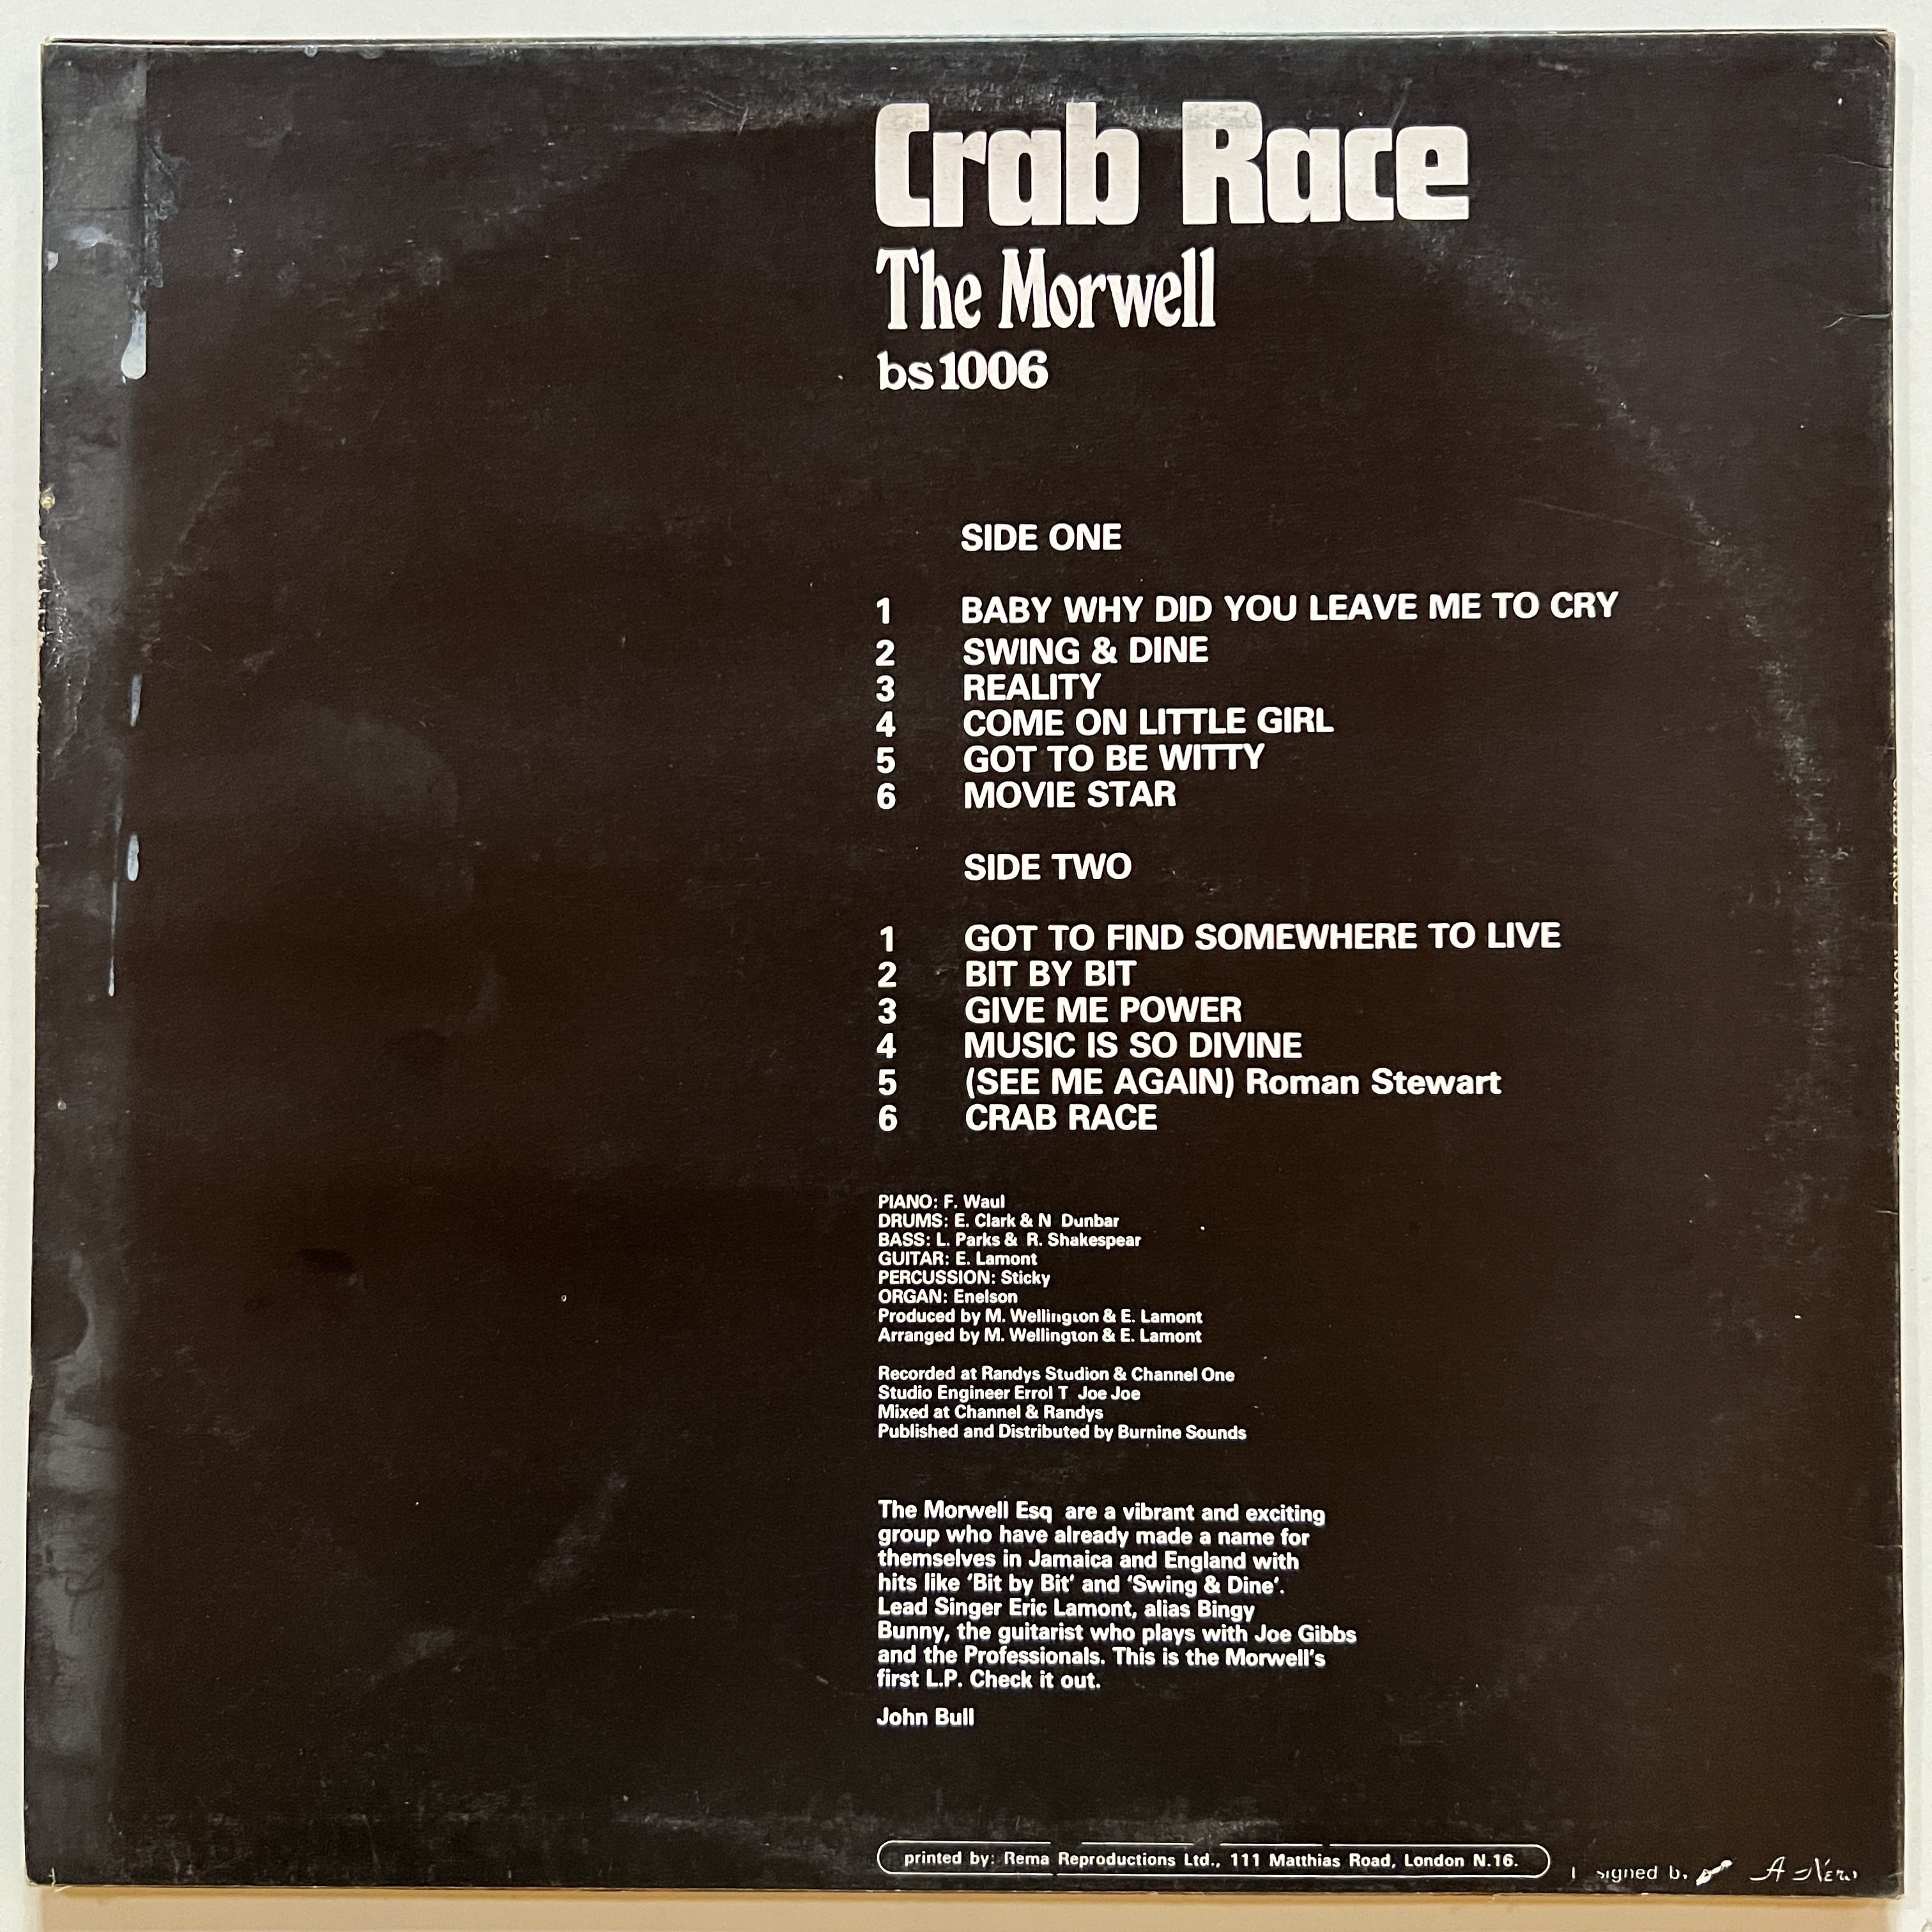 Crab Race
The Morwell
bs 1006
SIDE ONE
1 BABY WHY DID YOU LEAVE ME TO CRY
2 SWING & DINE
3 REALITY
4 COME ON LITTLE GIRL
5 GOT TO BE WITTY
6 MOVIE STAR
SIDE TWO
1 GOT TO FIND SOMEWHERE TO LIVE
2 BIT BY BIT
3 GIVE ME POWER
4 MUSIC IS SO DIVINE
5 (SEE ME AGAIN) Roman Stewart
6 CRAB RACE
PIANO: F. Waul
DRUMS: E. Clark & N Dunbar
BASS: L. Parks & R. Shakespear
GUITAR: E. Lamont
PERCUSSION: Sticky
ORGAN: Enelson
Produced by M. Wellington & E. Lamont
Arranged by M. Wellington & E. Lamont
Recorded at Randys Studion & Channel One
Studio Engineer Errol T Joe Joe
Mixed at Channel & Randys
Published and Distributed by Burnine Sounds
The Morwell Esq are a vibrant and exciting
group who have already made a name for
themselves in Jamaica and England with
hits like 'Bit by Bit' and 'Swing & Dine'.
Lead Singer Eric Lamont, alias Bingy
Bunny, the guitarist who plays with Joe Gibbs
and the Professionals. This is the Morwell's
first L.P. Check it out.
John Bull
printed by: Rema Reproductions Ltd., 111 Matthias Road, London N.16.